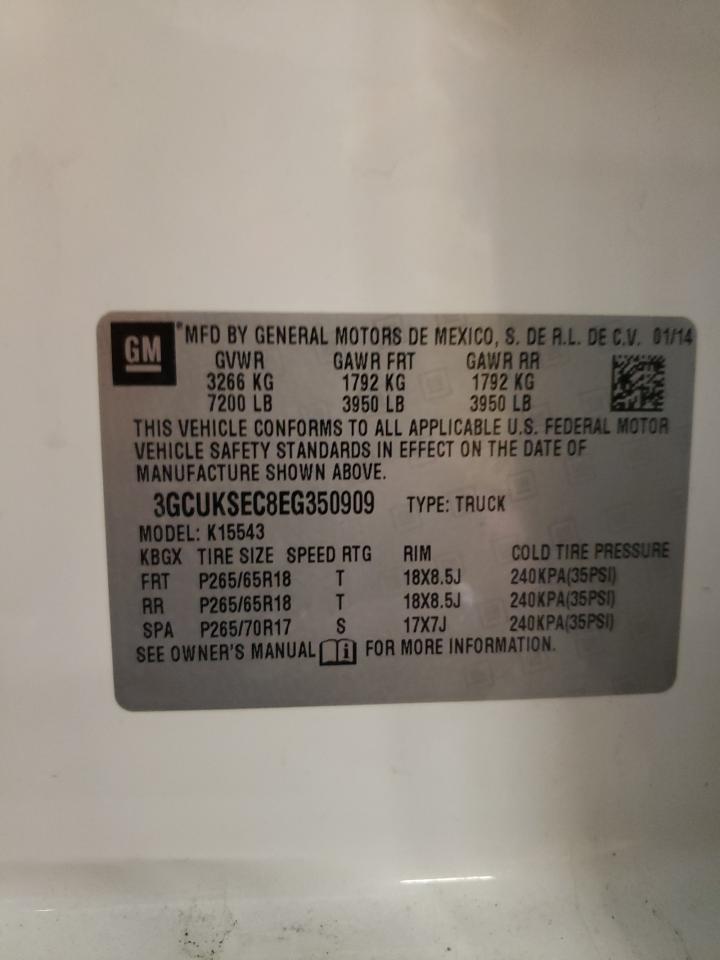 GM
MFD BY GENERAL MOTORS DE MEXICO, S. DE R.L. DE C.V. 01/14
GVWR GAWR FRT GAWR RR
3266 KG 1792 KG 1792 KG
7200 LB 3950 LB 3950 LB
THIS VEHICLE CONFORMS TO ALL APPLICABLE U.S. FEDERAL MOTOR
VEHICLE SAFETY STANDARDS IN EFFECT ON THE DATE OF
MANUFACTURE SHOWN ABOVE.
3GCUKSEC8EG350909 TYPE: TRUCK
MODEL: K15543
KBGX TIRE SIZE SPEED RTG RIM COLD TIRE PRESSURE
FRT P265/65R18 T 18X8.5J 240KPA(35PSI)
RR P265/65R18 T 18X8.5J 240KPA(35PSI)
SPA P265/70R17 S 17X7J 240KPA(35PSI)
SEE OWNER'S MANUAL i FOR MORE INFORMATION.